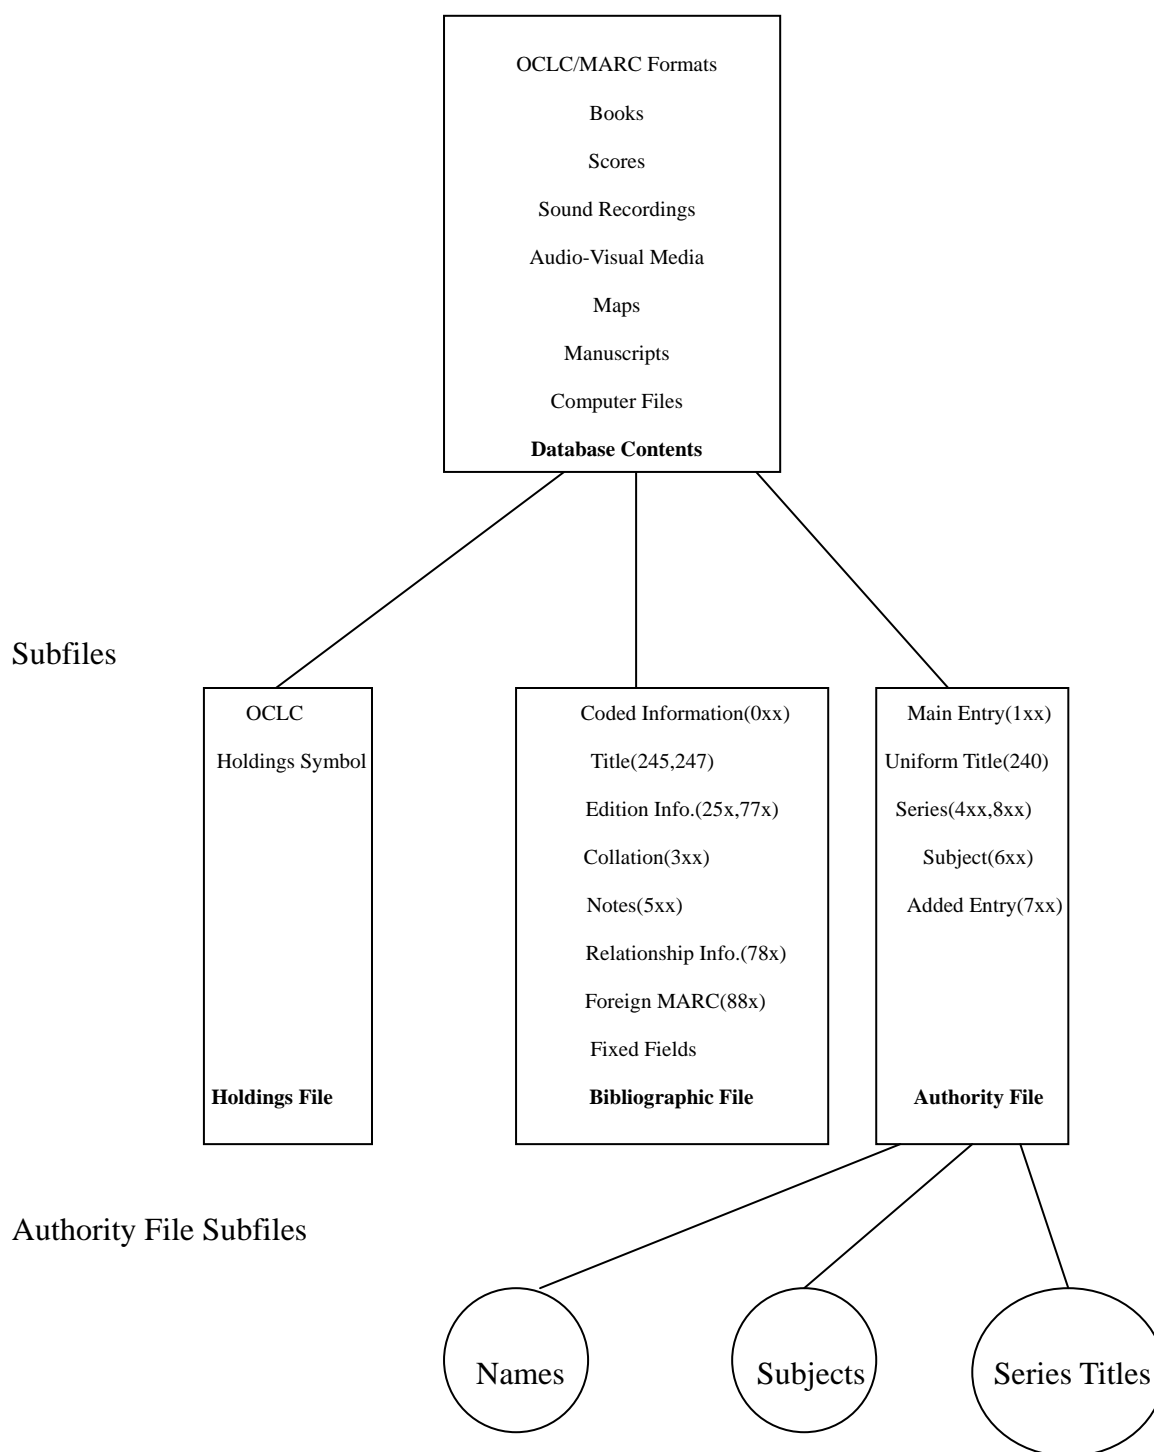 OCLC/MARC Formats
Books
Scores
Sound Recordings
Audio-Visual Media
Maps
Manuscripts
Computer Files
Database Contents
Subfiles
OCLC
Holdings Symbol
Holdings File
Coded Information(0xx)
Title(245,247)
Edition Info.(25x,77x)
Collation(3xx)
Notes(5xx)
Relationship Info.(78x)
Foreign MARC(88x)
Fixed Fields
Bibliographic File
Main Entry(1xx)
Uniform Title(240)
Series(4xx,8xx)
Subject(6xx)
Added Entry(7xx)
Authority File
Authority File Subfiles
Names
Subjects
Series Titles